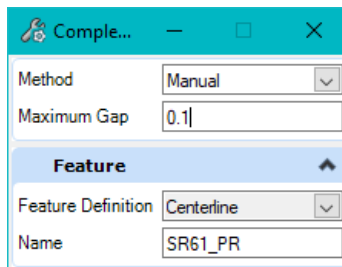 Comple...
Method Manual
Maximum Gap 0.1
Feature
Feature Definition Centerline
Name SR61_PR